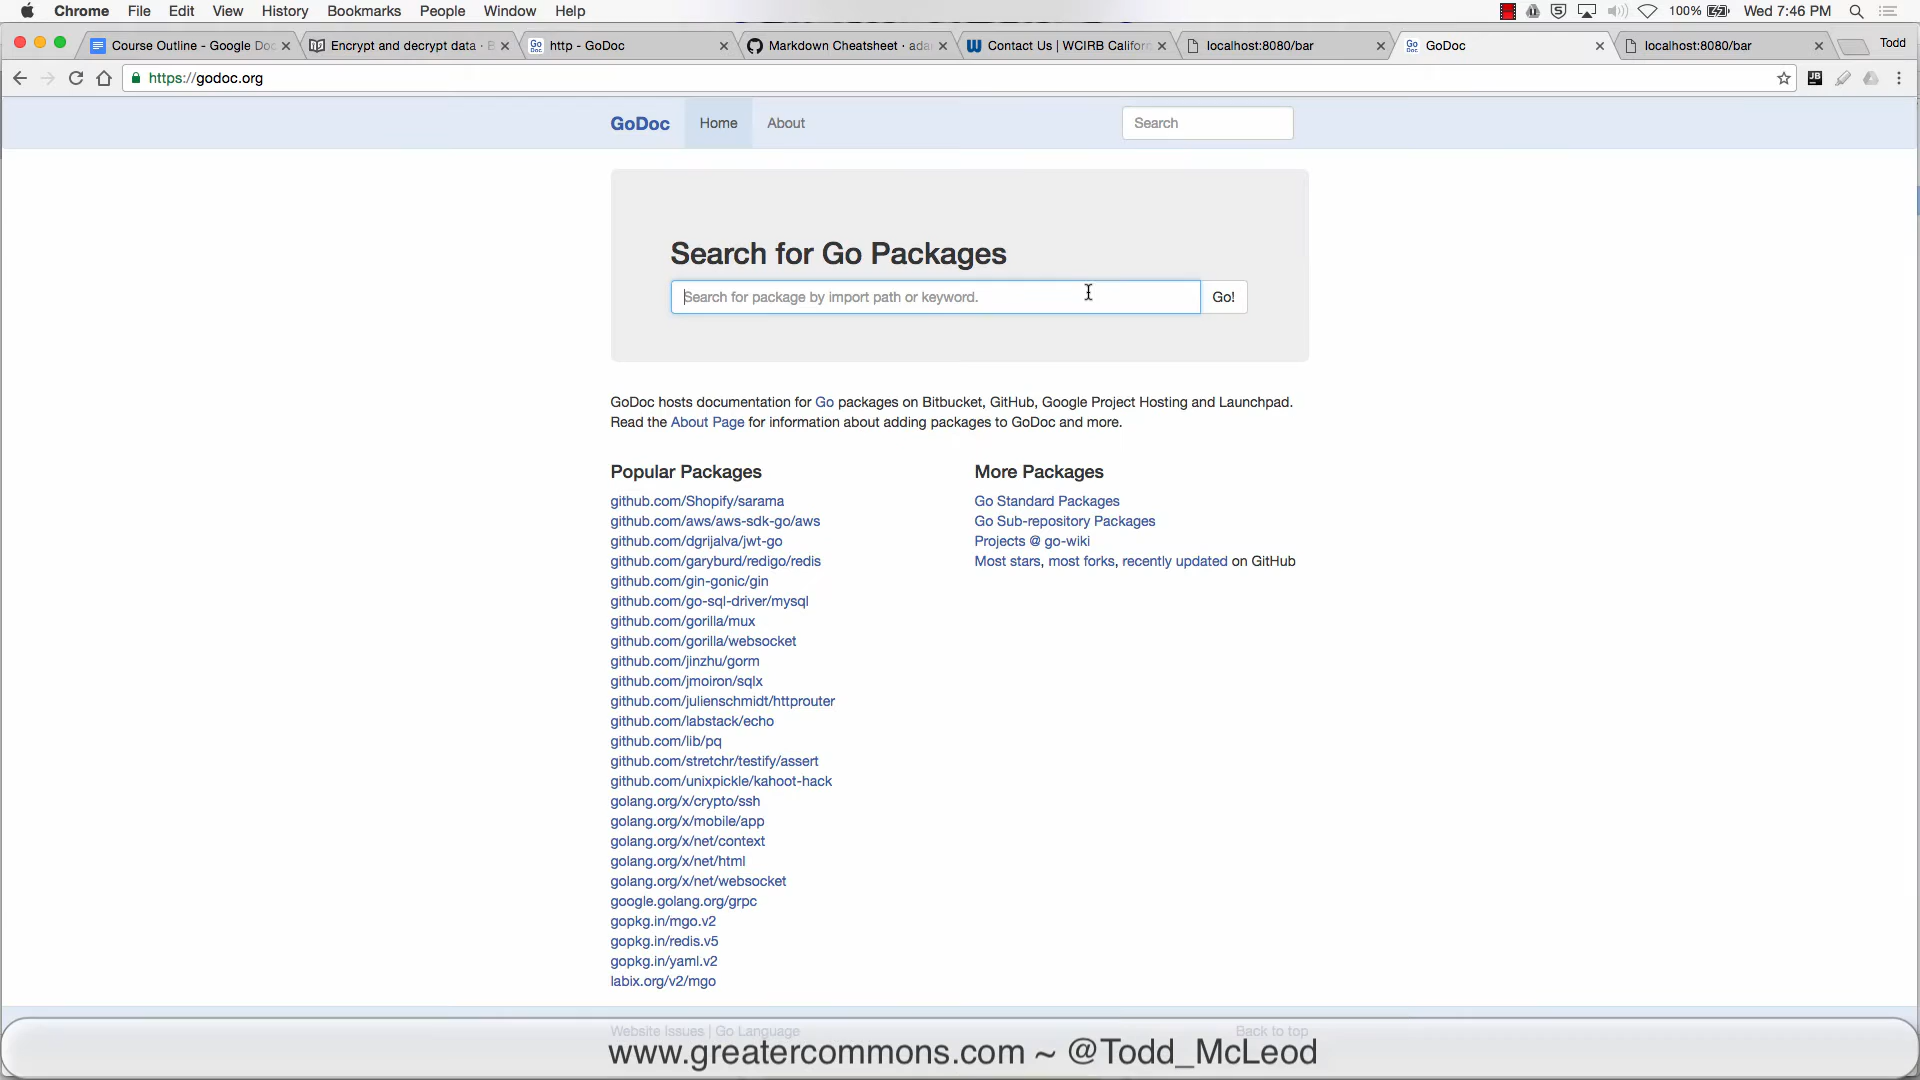 Chrome File Edit View History Bookmarks People Window Help 100% Wed 7:46 PM
Course Outline - Google Doc Encrypt and decrypt data · B http - GoDoc Markdown Cheatsheet · ada Contact Us | WCIRB Californ localhost:8080/bar GoDoc localhost:8080/bar Todd
https://godoc.org
GoDoc Home About Search
Search for Go Packages
Search for package by import path or keyword. Go!
GoDoc hosts documentation for Go packages on Bitbucket, GitHub, Google Project Hosting and Launchpad.
Read the About Page for information about adding packages to GoDoc and more.
Popular Packages
github.com/Shopify/sarama
github.com/aws/aws-sdk-go/aws
github.com/dgrijalva/jwt-go
github.com/garyburd/redigo/redis
github.com/gin-gonic/gin
github.com/go-sql-driver/mysql
github.com/gorilla/mux
github.com/gorilla/websocket
github.com/jinzhu/gorm
github.com/jmoiron/sqlx
github.com/julienschmidt/httprouter
github.com/labstack/echo
github.com/lib/pq
github.com/stretchr/testify/assert
github.com/unixpickle/kahoot-hack
golang.org/x/crypto/ssh
golang.org/x/mobile/app
golang.org/x/net/context
golang.org/x/net/html
golang.org/x/net/websocket
google.golang.org/grpc
gopkg.in/mgo.v2
gopkg.in/redis.v5
gopkg.in/yaml.v2
labix.org/v2/mgo
More Packages
Go Standard Packages
Go Sub-repository Packages
Projects @ go-wiki
Most stars, most forks, recently updated on GitHub
Website Issues | Go Language Back to top
www.greatercommons.com ~ @Todd_McLeod